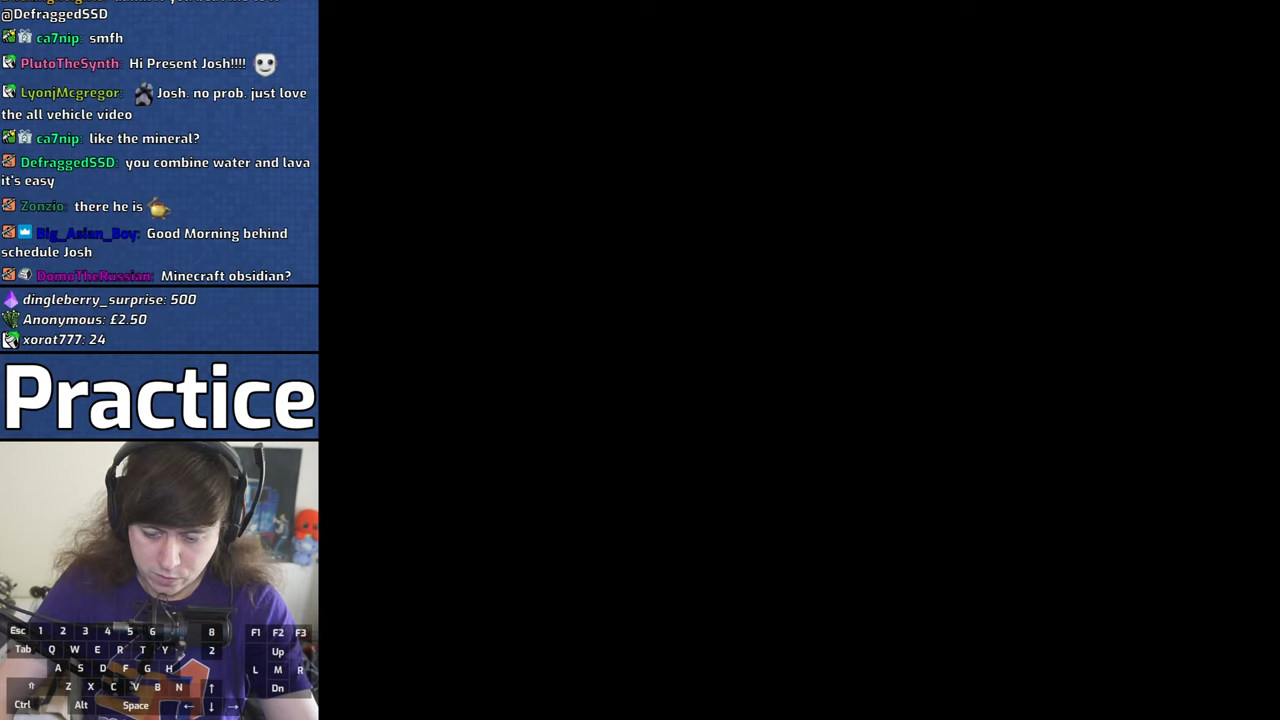 @DefraggedSSD
ca7nip: smfh
PlutoTheSynth: Hi Present Josh!!!!
LyonjMcgregor: Josh. no prob. just love
the all vehicle video
ca7nip: like the mineral?
DefraggedSSD: you combine water and lava
it's easy
Zonzio: there he is
Big_Asian_Boy: Good Morning behind
schedule Josh
DomoTheRussian: Minecraft obsidian?
dingleberry_surprise: 500
Anonymous: £2.50
xorat777: 24
Practice
Esc 1 2 3 4 5 6 8 F1 F2 F3
Tab Q W E R T Y 2 Up
A S D F G H L M R
⇧ Z X C V B N ↑ Dn
Ctrl Alt Space ← ↓ →